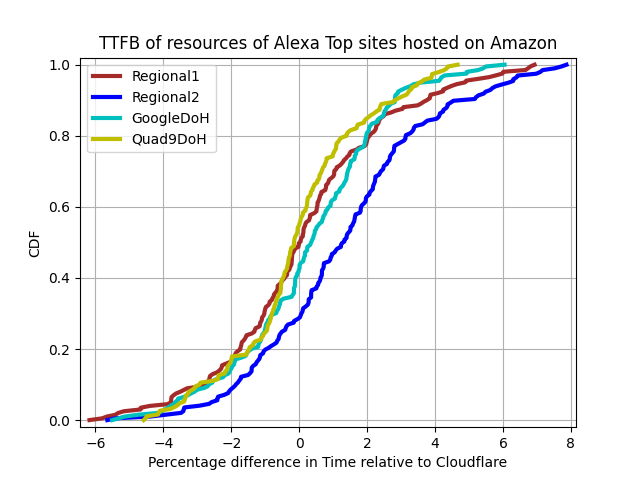 TTFB of resources of Alexa Top sites hosted on Amazon
Regional1
Regional2
GoogleDoH
Quad9DoH
CDF
1.0
0.8
0.6
0.4
0.2
0.0
−6 −4 −2 0 2 4 6 8
Percentage difference in Time relative to Cloudflare